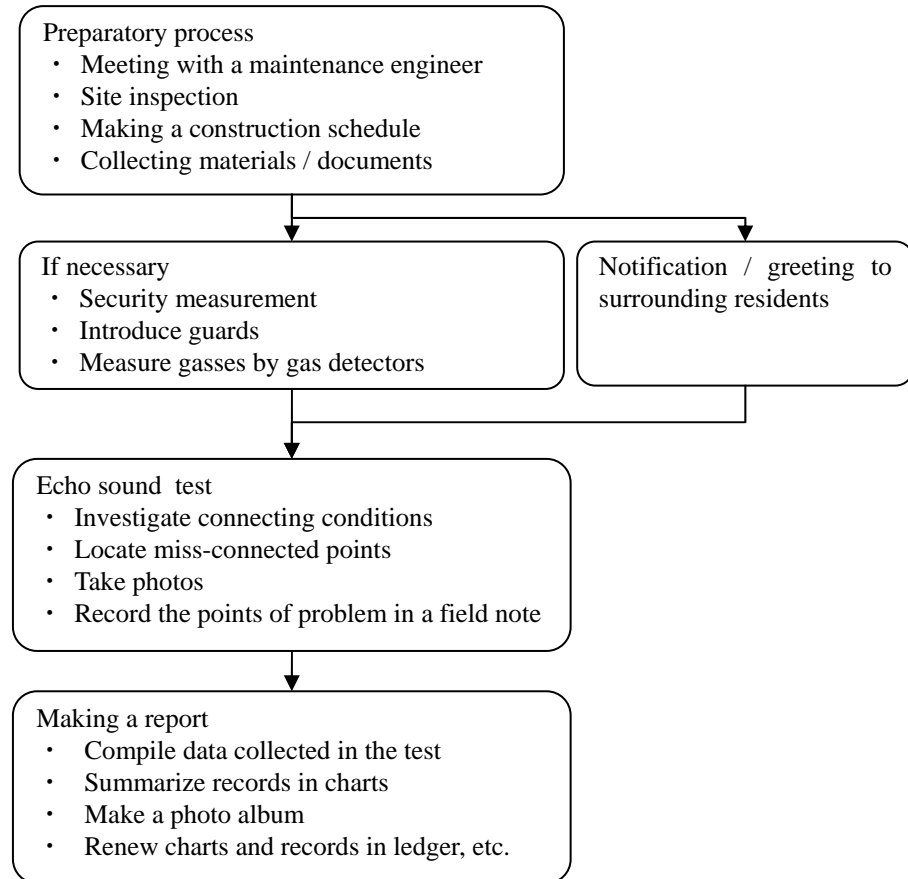 Preparatory process
・ Meeting with a maintenance engineer
・ Site inspection
・ Making a construction schedule
・ Collecting materials / documents
If necessary
・ Security measurement
・ Introduce guards
・ Measure gasses by gas detectors
Notification / greeting to
surrounding residents
Echo sound test
・ Investigate connecting conditions
・ Locate miss-connected points
・ Take photos
・ Record the points of problem in a field note
Making a report
・ Compile data collected in the test
・ Summarize records in charts
・ Make a photo album
・ Renew charts and records in ledger, etc.